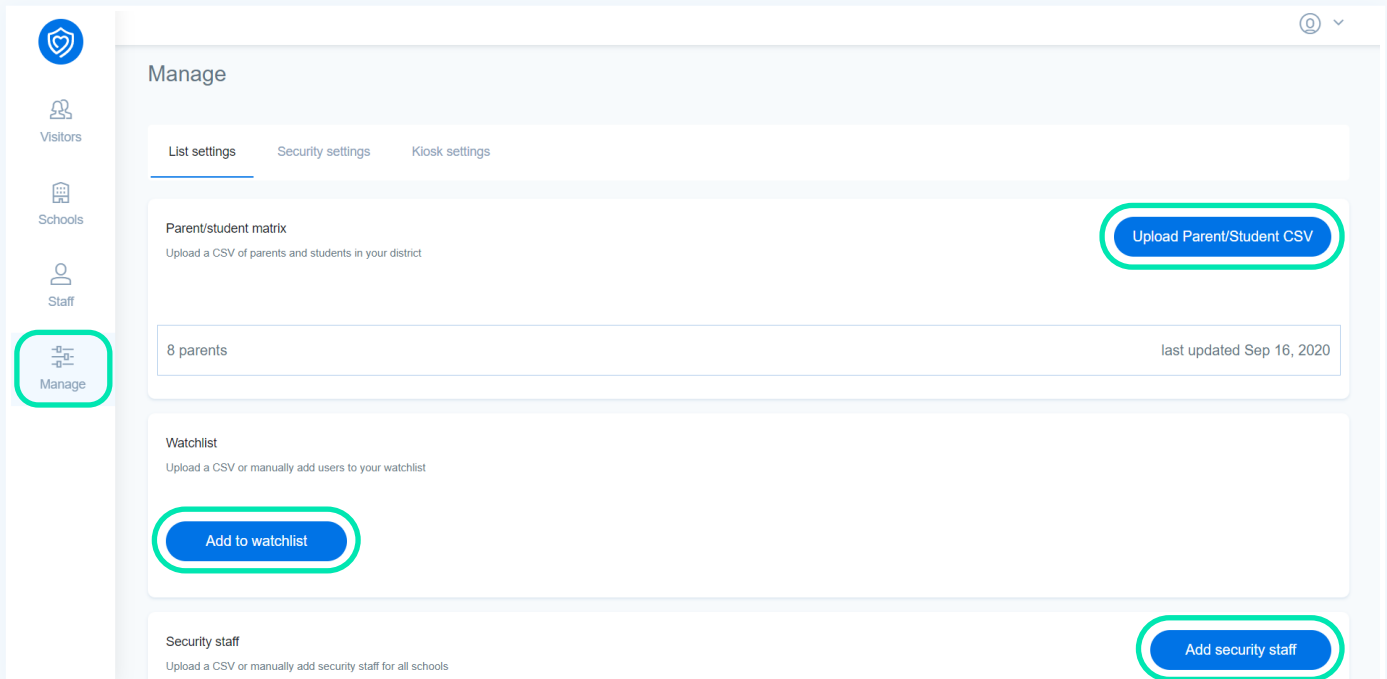 Manage
Visitors
List settings
Security settings
Kiosk settings
Schools
Parent/student matrix
Upload a CSV of parents and students in your district
Upload Parent/Student CSV
Staff
8 parents
last updated Sep 16, 2020
Manage
Watchlist
Upload a CSV or manually add users to your watchlist
Add to watchlist
Security staff
Upload a CSV or manually add security staff for all schools
Add security staff